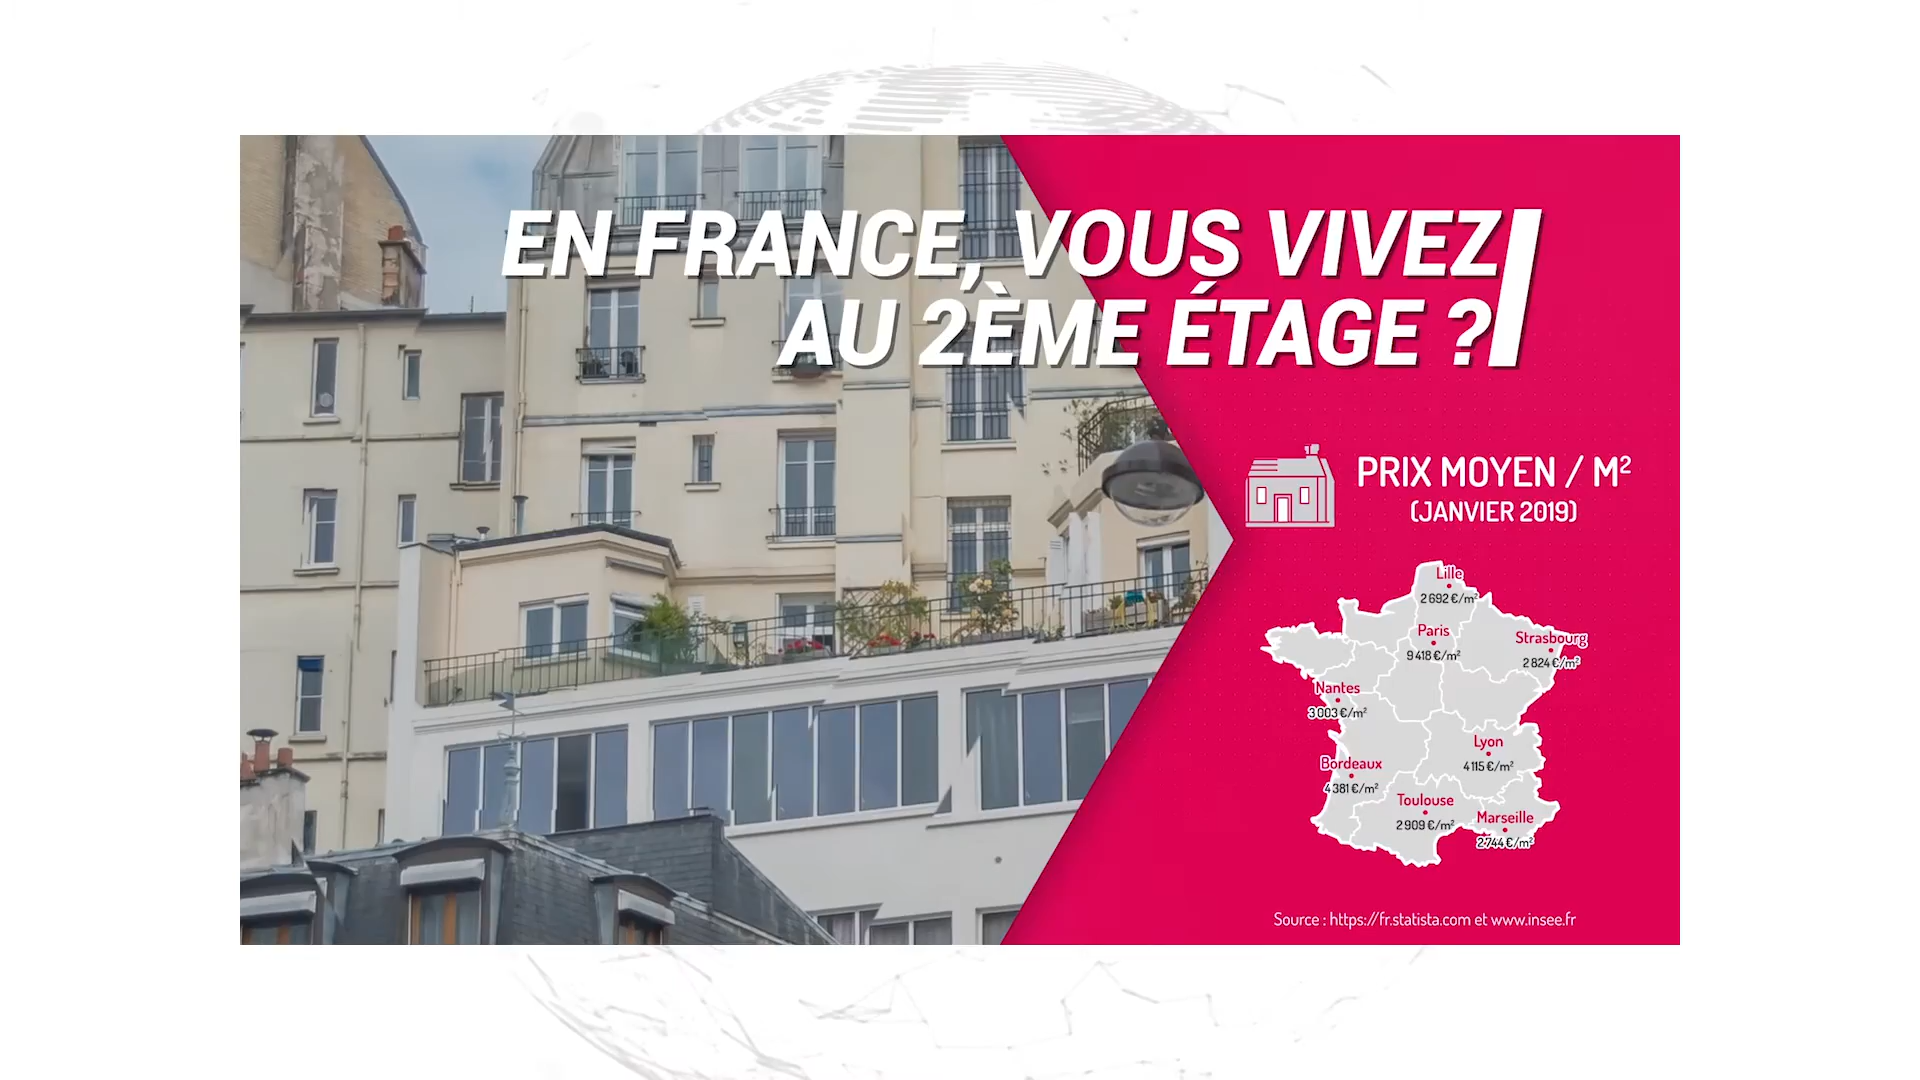 EN FRANCE, VOUS VIVEZ
AU 2ÈME ÉTAGE ?
PRIX MOYEN / M²
(JANVIER 2019)
Lille
2 692 €/m²
Paris
9 418 €/m²
Strasbourg
2 824 €/m²
Nantes
3 003 €/m²
Lyon
4 115 €/m²
Bordeaux
4 381 €/m²
Toulouse
2 909 €/m²
Marseille
2 744 €/m²
Source : https://fr.statista.com et www.insee.fr